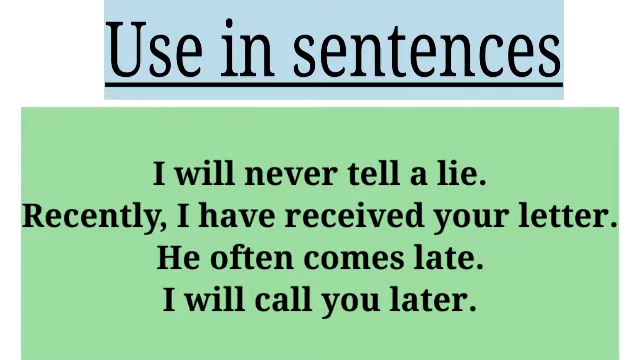 Use in sentences
I will never tell a lie.
Recently, I have received your letter.
He often comes late.
I will call you later.